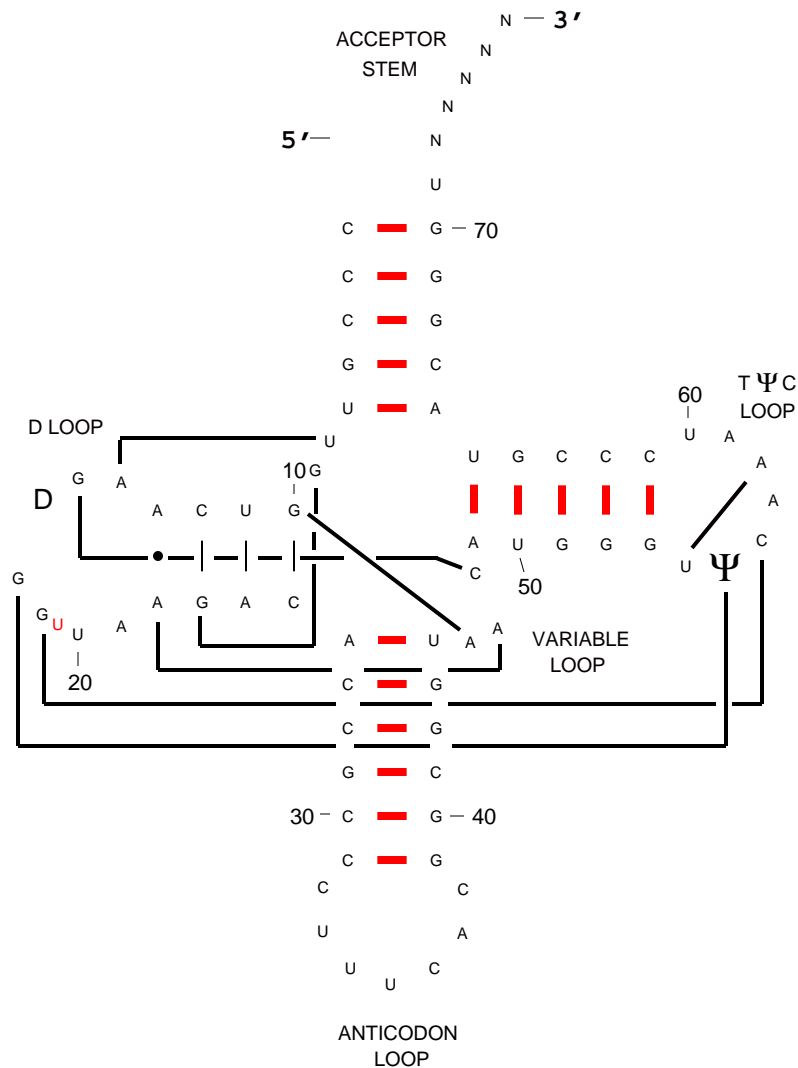 N 3'
ACCEPTOR
STEM
N
N
N
5' N
U
C G 70
C G
C G
G C
U A
T Ψ C
LOOP
60
D LOOP
U A
U
U G C C C
A
10 G
G A
D
A C U G
A
A U G G G
C
U Ψ
C
50
G
G U U A A G A C
20
A U A A
VARIABLE
LOOP
C G
C G
G C
30 C G 40
C G
C C
U A
U U C
ANTICODON
LOOP